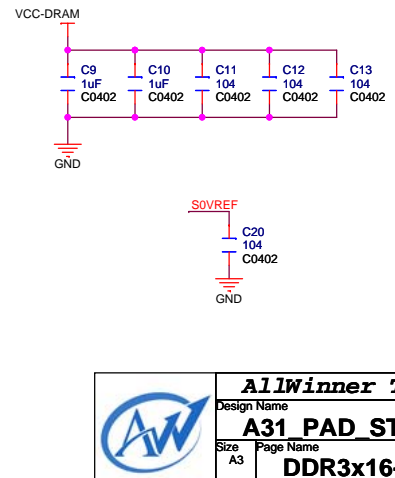 VCC-DRAM
C9 C10 C11 C12 C13
1uF 1uF 104 104 104
C0402 C0402 C0402 C0402 C0402
GND
S0VREF
C20
104
C0402
GND
AllWinner
Design Name
A31_PAD_ST
Size Page Name
A3 DDR3x16
AW